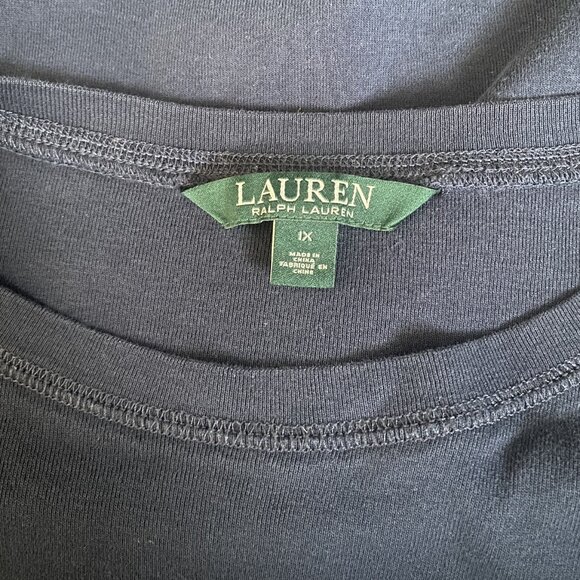 LAUREN
RALPH LAUREN
1X
MADE IN
CHINA
FABRIQUÉ EN
CHINE